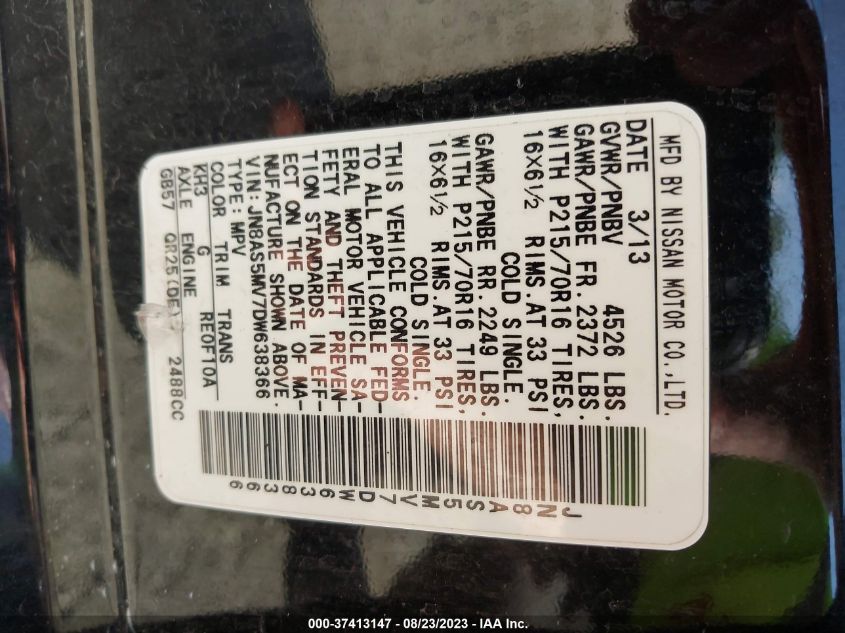 MFD BY NISSAN MOTOR CO.,LTD.
DATE 3/13
GVWR/PNBV 4526 LBS.
GAWR/PNBE FR. 2372 LBS.
WITH P215/70R16 TIRES,
16X6½ RIMS.AT 33 PSI
COLD SINGLE.
GAWR/PNBE RR. 2249 LBS.
WITH P215/70R16 TIRES,
16X6½ RIMS.AT 33 PSI
COLD SINGLE.
THIS VEHICLE CONFORMS
TO ALL APPLICABLE FED-
ERAL MOTOR VEHICLE SA-
FETY AND THEFT PREVEN-
TION STANDARDS IN EFF-
ECT ON THE DATE OF MA-
NUFACTURE SHOWN ABOVE.
VIN:JN8AS5MV7DW638366
TYPE:MPV
COLOR TRIM TRANS
KH3 G RE0F10A
AXLE ENGINE
GB57 QR25(DE) 2488CC
JN8AS5MV7DW638366
000-37413147 - 08/23/2023 - IAA Inc.